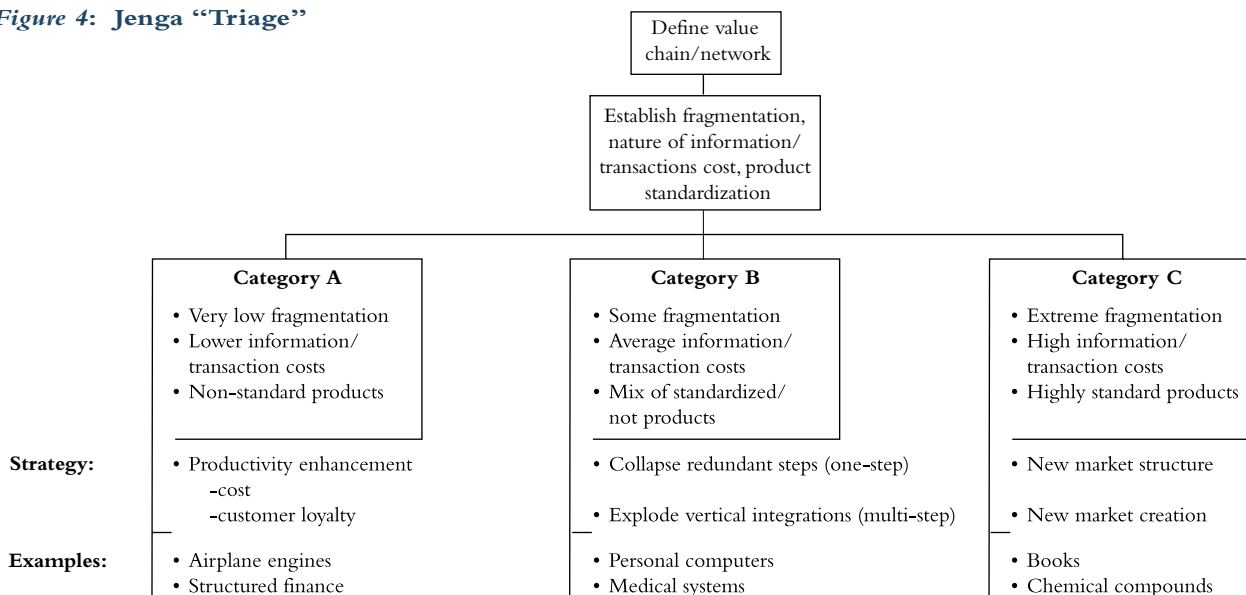 Figure 4: Jenga “Triage”
Define value
chain/network
Establish fragmentation,
nature of information/
transactions cost, product
standardization
Category A
• Very low fragmentation
• Lower information/
transaction costs
• Non-standard products
Category B
• Some fragmentation
• Average information/
transaction costs
• Mix of standardized/
not products
Category C
• Extreme fragmentation
• High information/
transaction costs
• Highly standard products
Strategy:
• Productivity enhancement
-cost
-customer loyalty
• Collapse redundant steps (one-step)
• Explode vertical integrations (multi-step)
• New market structure
• New market creation
Examples:
• Airplane engines
• Structured finance
• Personal computers
• Medical systems
• Books
• Chemical compounds